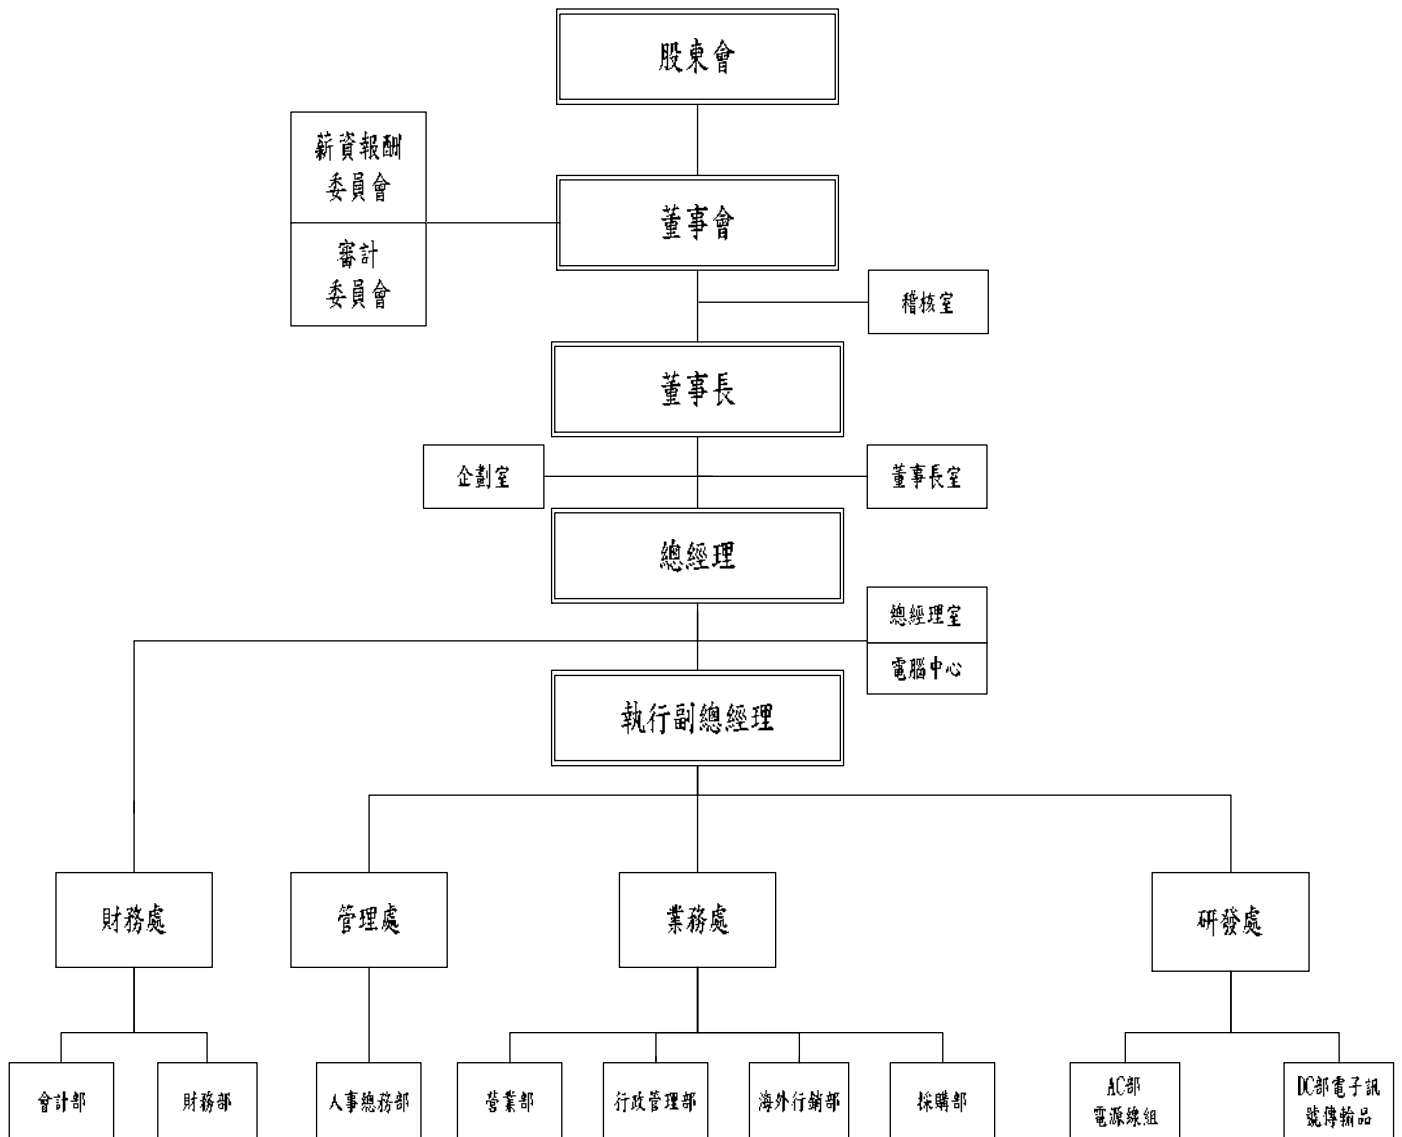 股東會
薪資報酬
委員會
審計
委員會
董事會
稽核室
董事長
企劃室
董事長室
總經理
總經理室
電腦中心
執行副總經理
財務處
管理處
業務處
研發處
會計部
財務部
人事總務部
營業部
行政管理部
海外行銷部
採購部
AC部
電源線組
DC部電子訊
號傳輸品